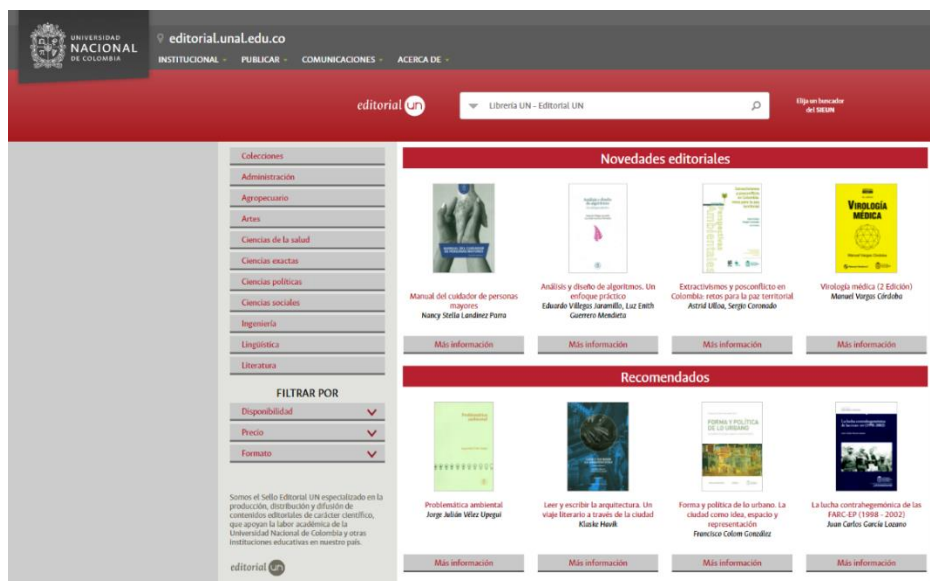 UNIVERSIDAD
NACIONAL
DE COLOMBIA
editorial.unal.edu.co
INSTITUCIONAL
PUBLICAR
COMUNICACIONES
ACERCA DE
editorial un
Librería UN - Editorial UN
Elija un buscador
del SIEUN
Colecciones
Administración
Agropecuario
Artes
Ciencias de la salud
Ciencias exactas
Ciencias políticas
Ciencias sociales
Ingeniería
Lingüística
Literatura
FILTRAR POR
Disponibilidad
Precio
Formato
Somos el Sello Editorial UN especializado en la
producción, distribución y difusión de
contenidos editoriales de carácter científico,
que apoyan la labor académica de la
Universidad Nacional de Colombia y otras
instituciones educativas en nuestro país.
editorial un
Novedades editoriales
VIROLOGÍA
MÉDICA
Manual del cuidador de personas
mayores
Nancy Stella Landinez Parra
Análisis y diseño de algoritmos. Un
enfoque práctico
Eduardo Villegas Jaramillo, Luz Enith
Guerrero Mendieta
Extractivismos y posconflicto en
Colombia: retos para la paz territorial
Astrid Ulloa, Sergio Coronado
Virología médica (2 Edición)
Manuel Vargas Córdoba
Más información
Más información
Más información
Más información
Recomendados
Problemática
ambiental
FORMA Y POLÍTICA
DE LO URBANO
Problemática ambiental
Jorge Julián Vélez Upegui
Leer y escribir la arquitectura. Un
viaje literario a través de la ciudad
Klaske Havik
Forma y política de lo urbano. La
ciudad como idea, espacio y
representación
Francisco Colom González
La lucha contrahegemónica de las
FARC-EP (1998 - 2002)
Juan Carlos García Lozano
Más información
Más información
Más información
Más información